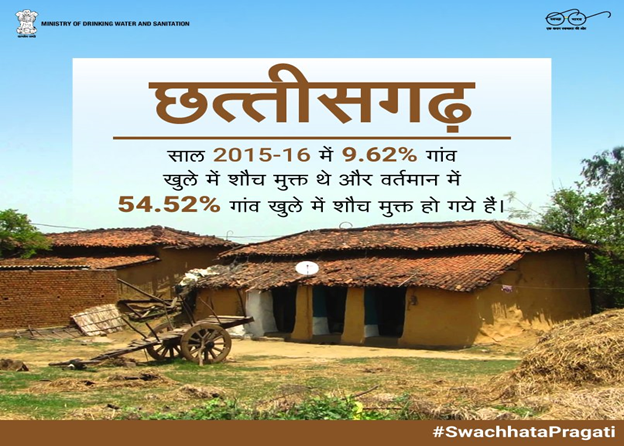 MINISTRY OF DRINKING WATER AND SANITATION
छत्तीसगढ़
साल 2015-16 में 9.62% गांव
खुले में शौच मुक्त थे और वर्तमान में
54.52% गांव खुले में शौच मुक्त हो गये हैं।
#SwachhataPragati